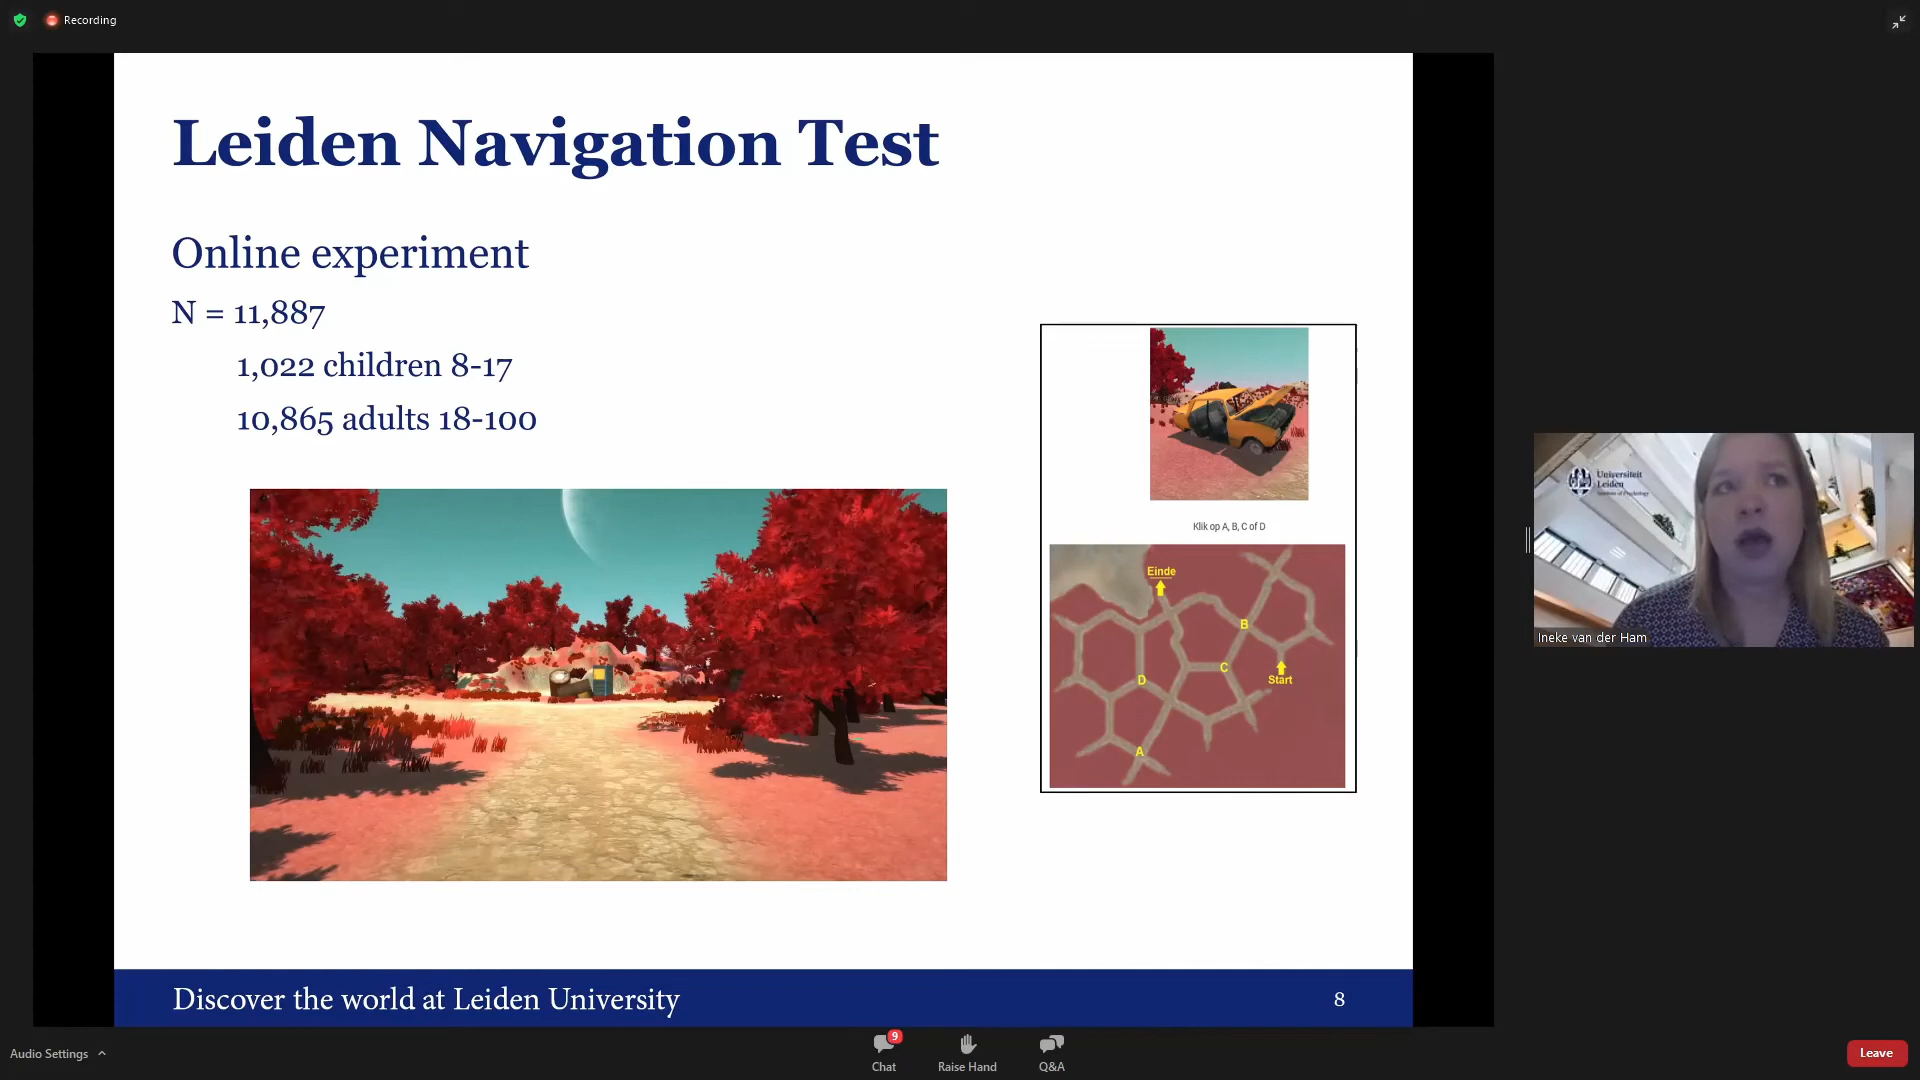 Recording
Leiden Navigation Test
Online experiment
N = 11,887
1,022 children 8-17
10,865 adults 18-100
Klik op A, B, C of D
Einde
B
C
D
Start
A
Universiteit
Leiden
Ineke van der Ham
Discover the world at Leiden University
8
Audio Settings
9
Chat
Raise Hand
Q&A
Leave